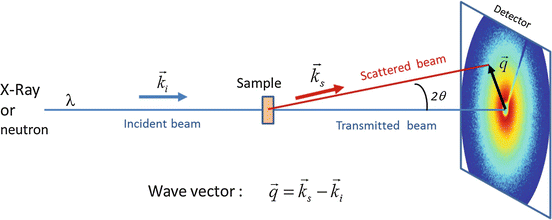 Detector
Scattered beam
Sample
X-Ray
or
neutron
λ
k⃗ᵢ
k⃗ₛ
q⃗
2θ
Incident beam
Transmitted beam
Wave vector : q⃗ = k⃗ₛ − k⃗ᵢ